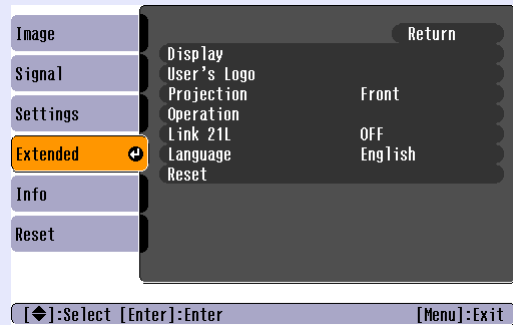 Image
Signal
Settings
Extended
Info
Reset
Return
Display
User's Logo
Projection Front
Operation
Link 21L OFF
Language English
Reset
[◆]:Select [Enter]:Enter [Menu]:Exit